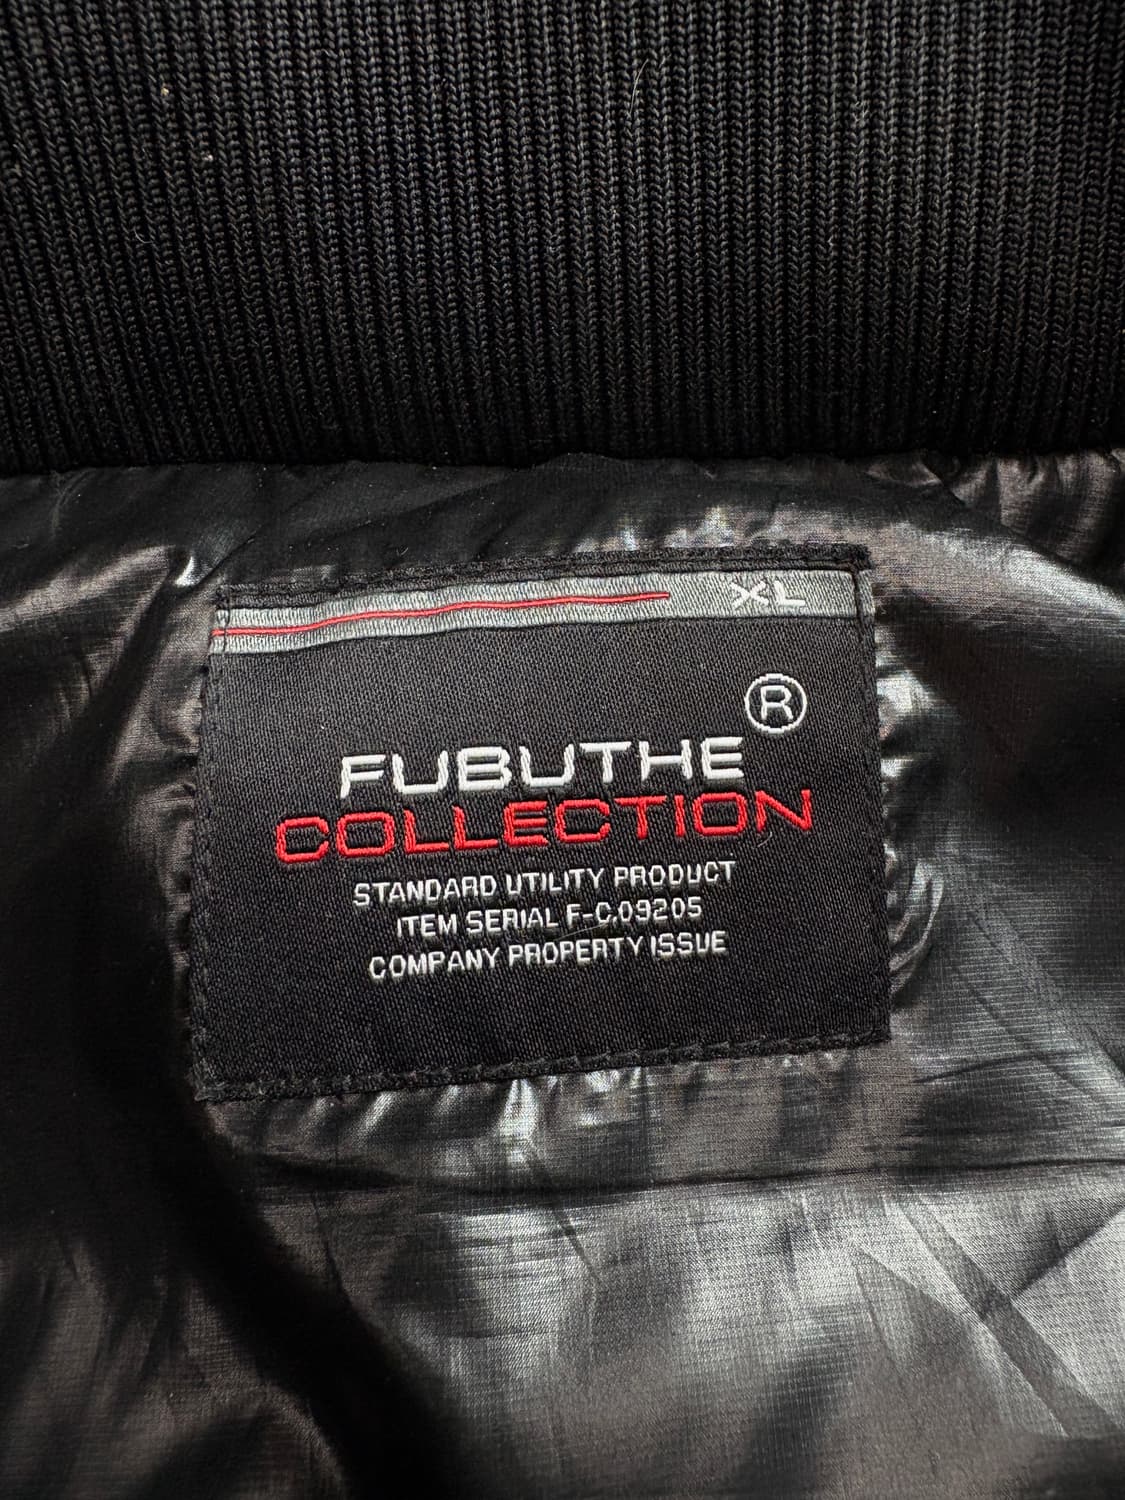 XL
®
FUBUTHE
COLLECTION
STANDARD UTILITY PRODUCT
ITEM SERIAL F-C.09205
COMPANY PROPERTY ISSUE